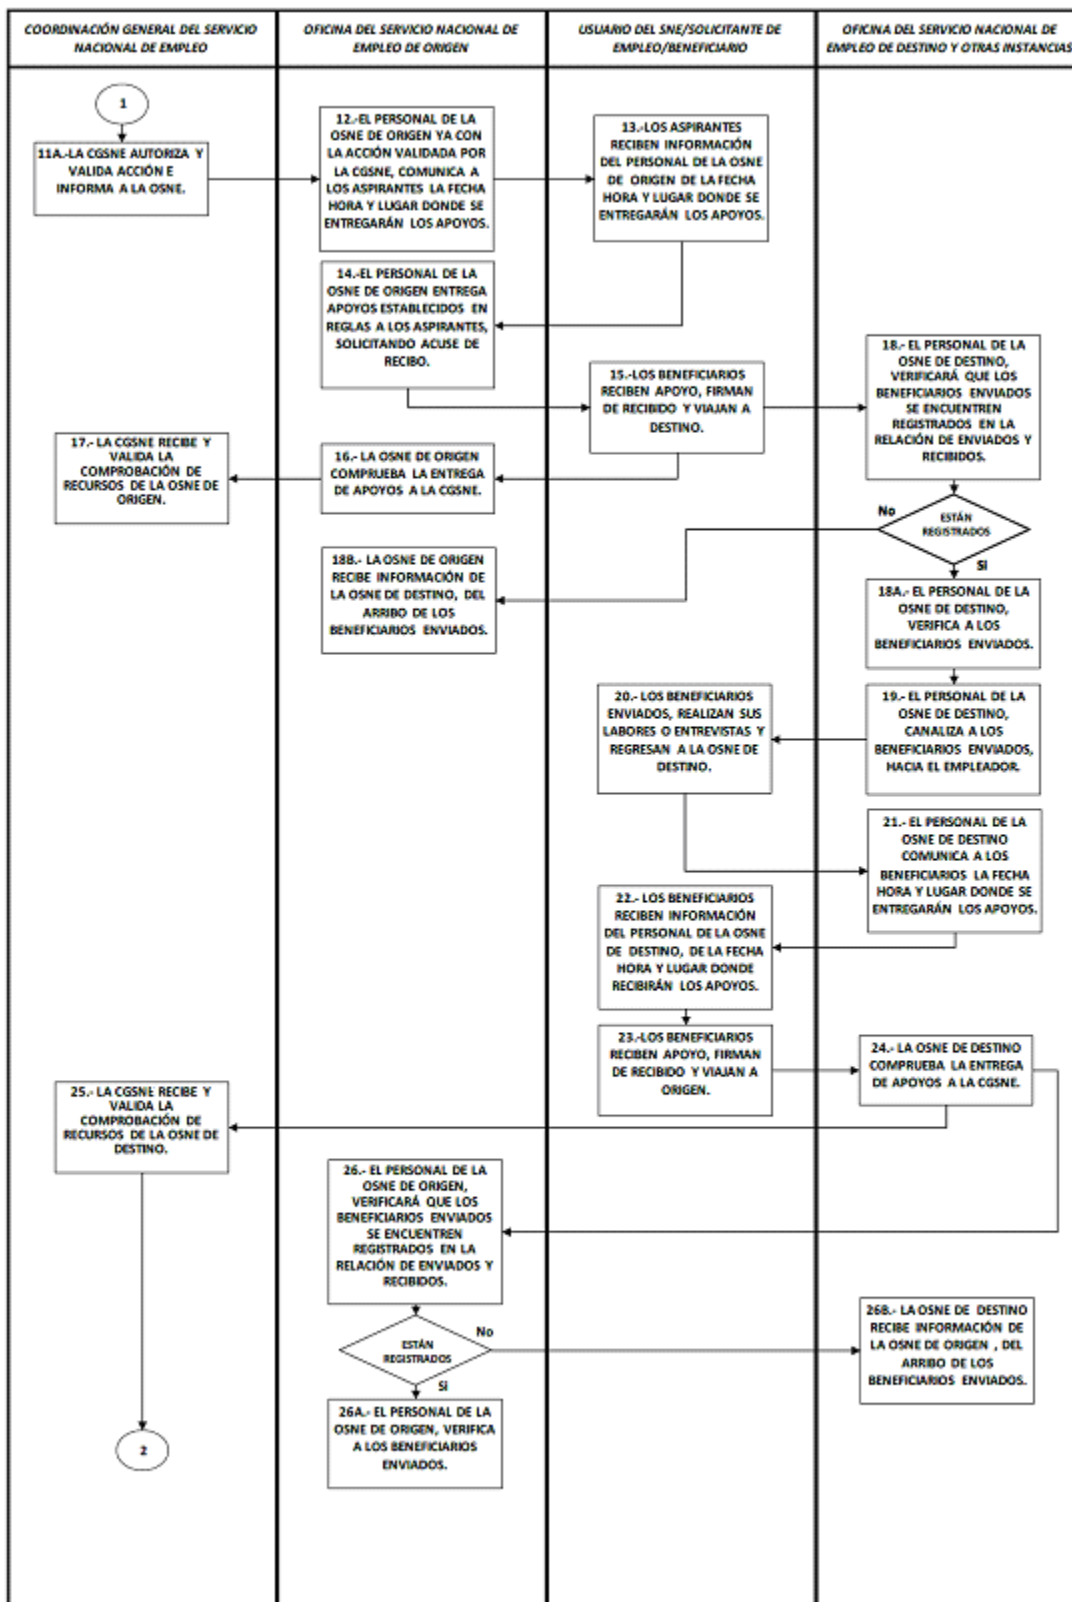 COORDINACIÓN GENERAL DEL SERVICIO
NACIONAL DE EMPLEO
OFICINA DEL SERVICIO NACIONAL DE
EMPLEO DE ORIGEN
USUARIO DEL SNE/SOLICITANTE DE
EMPLEO/BENEFICIARIO
OFICINA DEL SERVICIO NACIONAL DE
EMPLEO DE DESTINO Y OTRAS INSTANCIAS
1
11A.-LA CGSNE AUTORIZA Y
VALIDA ACCIÓN E
INFORMA A LA OSNE.
12.-EL PERSONAL DE LA
OSNE DE ORIGEN YA CON
LA ACCIÓN VALIDADA POR
LA CGSNE, COMUNICA A
LOS ASPIRANTES LA FECHA
HORA Y LUGAR DONDE SE
ENTREGARÁN LOS APOYOS.
13.-LOS ASPIRANTES
RECIBEN INFORMACIÓN
DEL PERSONAL DE LA OSNE
DE ORIGEN DE LA FECHA
HORA Y LUGAR DONDE SE
ENTREGARÁN LOS APOYOS.
14.-EL PERSONAL DE LA
OSNE DE ORIGEN ENTREGA
APOYOS ESTABLECIDOS EN
REGLAS A LOS ASPIRANTES,
SOLICITANDO ACUSE DE
RECIBO.
15.-LOS BENEFICIARIOS
RECIBEN APOYO, FIRMAN
DE RECIBIDO Y VIAJAN A
DESTINO.
18.- EL PERSONAL DE LA
OSNE DE DESTINO,
VERIFICARÁ QUE LOS
BENEFICIARIOS ENVIADOS
SE ENCUENTREN
REGISTRADOS EN LA
RELACIÓN DE ENVIADOS Y
RECIBIDOS.
17.- LA CGSNE RECIBE Y
VALIDA LA
COMPROBACIÓN DE
RECURSOS DE LA OSNE DE
ORIGEN.
16.- LA OSNE DE ORIGEN
COMPRUEBA LA ENTREGA
DE APOYOS A LA CGSNE.
No
ESTÁN
REGISTRADOS
SI
18B.- LA OSNE DE ORIGEN
RECIBE INFORMACIÓN DE
LA OSNE DE DESTINO, DEL
ARRIBO DE LOS
BENEFICIARIOS ENVIADOS.
18A.- EL PERSONAL DE LA
OSNE DE DESTINO,
VERIFICA A LOS
BENEFICIARIOS ENVIADOS.
20.- LOS BENEFICIARIOS
ENVIADOS, REALIZAN SUS
LABORES O ENTREVISTAS Y
REGRESAN A LA OSNE DE
DESTINO.
19.- EL PERSONAL DE LA
OSNE DE DESTINO,
CANALIZA A LOS
BENEFICIARIOS ENVIADOS,
HACIA EL EMPLEADOR.
21.- EL PERSONAL DE LA
OSNE DE DESTINO
COMUNICA A LOS
BENEFICIARIOS LA FECHA
HORA Y LUGAR DONDE SE
ENTREGARÁN LOS APOYOS.
22.- LOS BENEFICIARIOS
RECIBEN INFORMACIÓN
DEL PERSONAL DE LA OSNE
DE DESTINO, DE LA FECHA
HORA Y LUGAR DONDE
RECIBIRÁN LOS APOYOS.
23.-LOS BENEFICIARIOS
RECIBEN APOYO, FIRMAN
DE RECIBIDO Y VIAJAN A
ORIGEN.
24.- LA OSNE DE DESTINO
COMPRUEBA LA ENTREGA
DE APOYOS A LA CGSNE.
25.- LA CGSNE RECIBE Y
VALIDA LA
COMPROBACIÓN DE
RECURSOS DE LA OSNE DE
DESTINO.
26.- EL PERSONAL DE LA
OSNE DE ORIGEN,
VERIFICARÁ QUE LOS
BENEFICIARIOS ENVIADOS
SE ENCUENTREN
REGISTRADOS EN LA
RELACIÓN DE ENVIADOS Y
RECIBIDOS.
ESTÁN
REGISTRADOS
No
SI
26B.- LA OSNE DE DESTINO
RECIBE INFORMACIÓN DE
LA OSNE DE ORIGEN , DEL
ARRIBO DE LOS
BENEFICIARIOS ENVIADOS.
26A.- EL PERSONAL DE LA
OSNE DE ORIGEN, VERIFICA
A LOS BENEFICIARIOS
ENVIADOS.
2